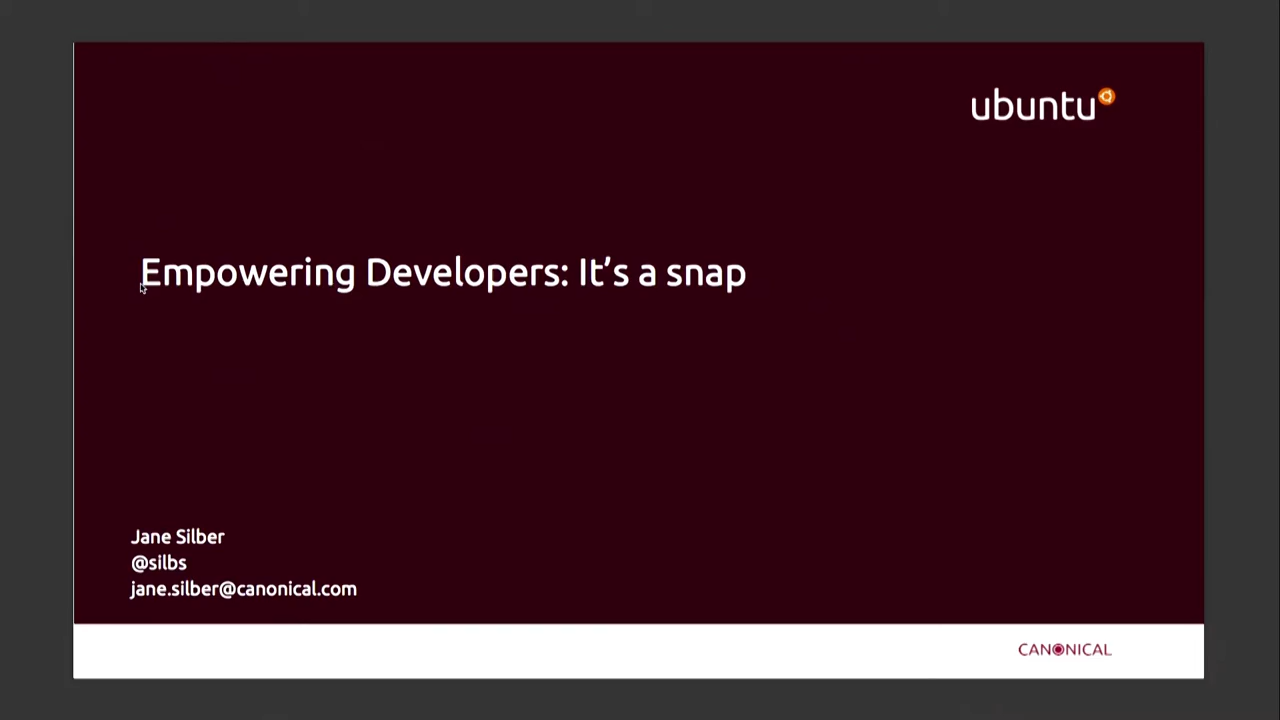 ubuntu
Empowering Developers: It’s a snap
Jane Silber
@silbs
jane.silber@canonical.com
CANONICAL